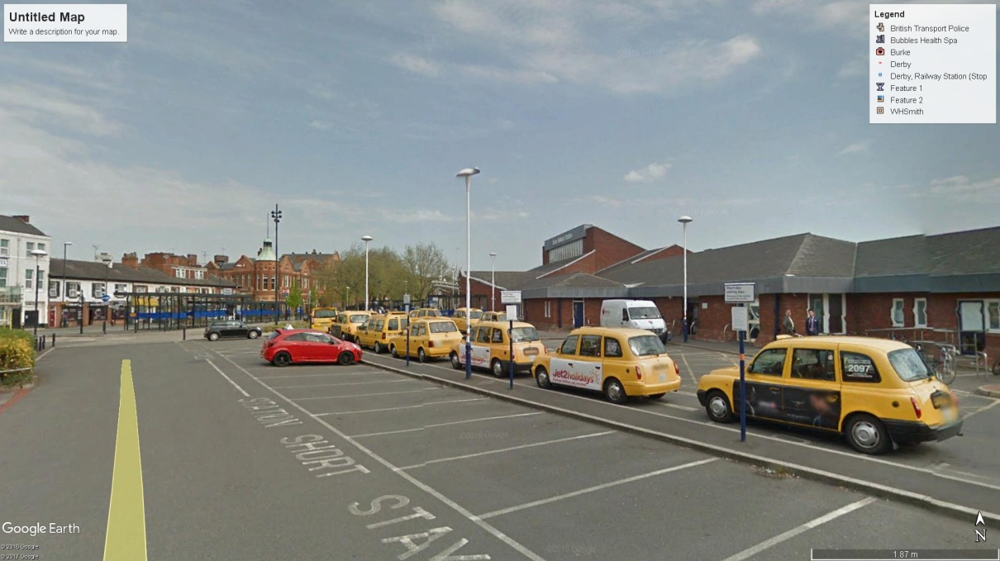 Untitled Map
Write a description for your map.
Legend
British Transport Police
Bubbles Health Spa
Burke
Derby
Derby, Railway Station (Stop
Feature 1
Feature 2
WHSmith
jet2holidays
2097
STATION SHORT
STAY
Google Earth
© 2016 Google
© 2017 Google
N
1.87 m